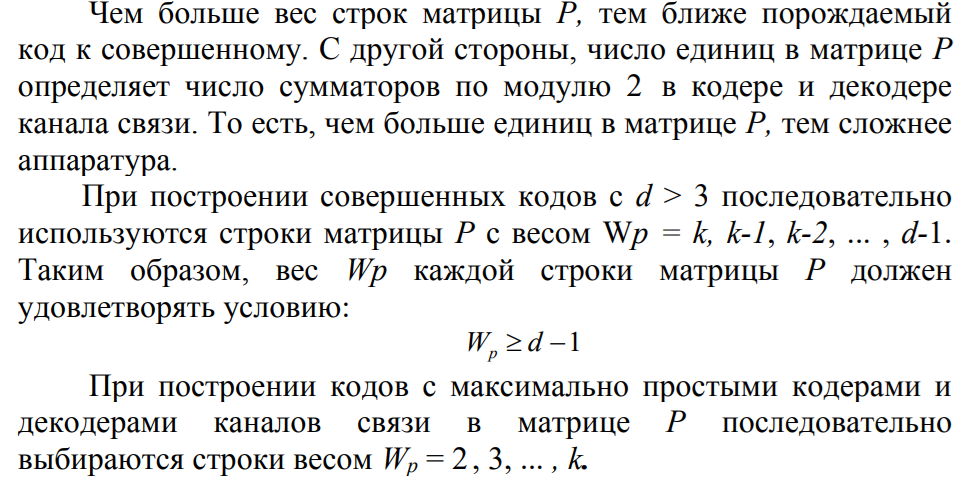 Чем больше вес строк матрицы P, тем ближе порождаемый
код к совершенному. С другой стороны, число единиц в матрице P
определяет число сумматоров по модулю 2 в кодере и декодере
канала связи. То есть, чем больше единиц в матрице P, тем сложнее
аппаратура.
При построении совершенных кодов с d > 3 последовательно
используются строки матрицы P с весом Wp = k, k-1, k-2, ... , d-1.
Таким образом, вес Wp каждой строки матрицы P должен
удовлетворять условию:
Wₚ ≥ d − 1
При построении кодов с максимально простыми кодерами и
декодерами каналов связи в матрице P последовательно
выбираются строки весом Wₚ = 2 , 3, ... , k.